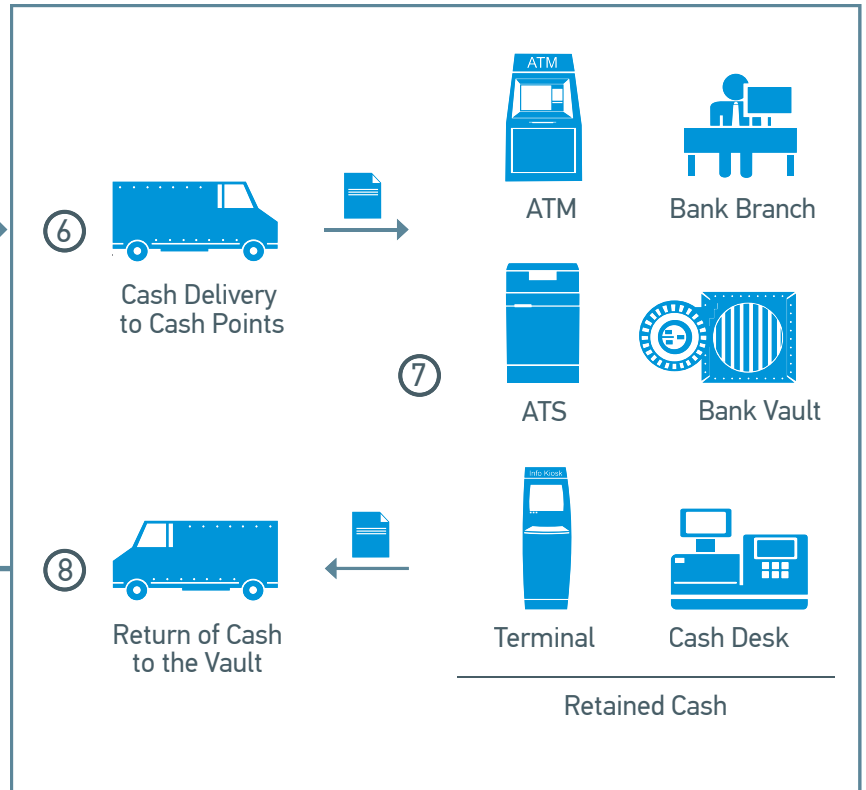 ATM
ATM
Bank Branch
6
Cash Delivery
to Cash Points
7
ATS
Bank Vault
Info Kiosk
8
Return of Cash
to the Vault
Terminal
Cash Desk
Retained Cash